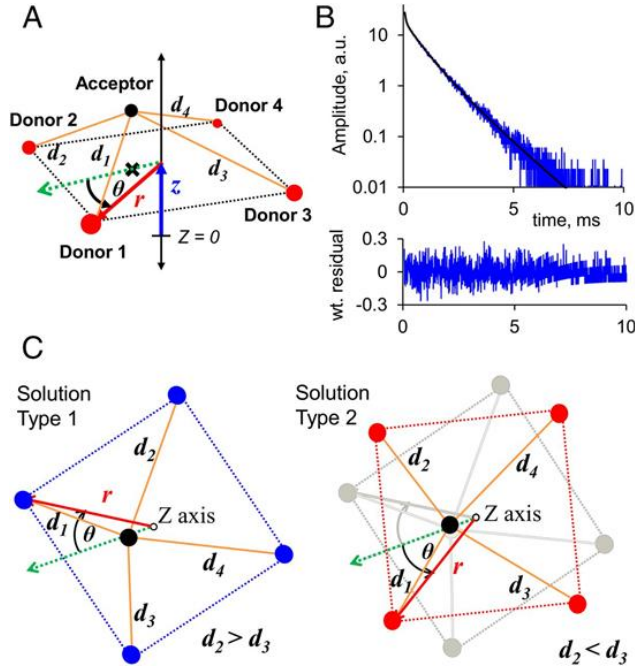 A
Acceptor
Donor 2
d4
Donor 4
d2
d1
θ
r
z
d3
Donor 3
Donor 1
Z = 0
B
Amplitude, a.u.
10
1
0.1
0.01
0
5
10
time, ms
wt. residual
0.3
0
-0.3
0
5
10
C
Solution
Type 1
d2
r
Z axis
d1
θ
d4
d3
d2 > d3
Solution
Type 2
d2
d4
Z axis
θ
d1
r
d3
d2 < d3